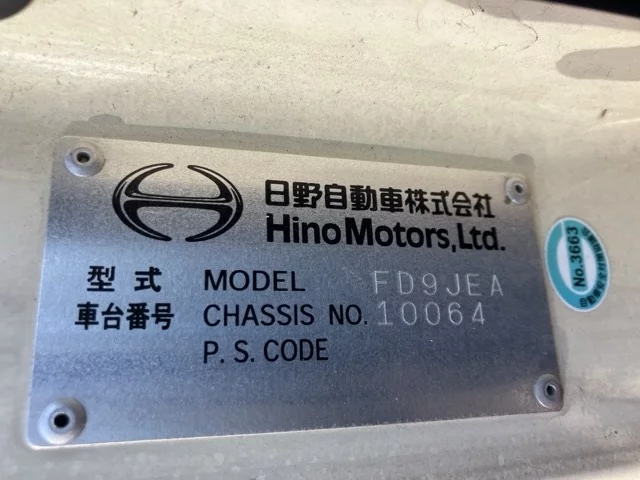 日野自動車株式会社
Hino Motors, Ltd.
型式 MODEL FD9JEA
車台番号 CHASSIS NO. 10064
P. S. CODE
No.3663